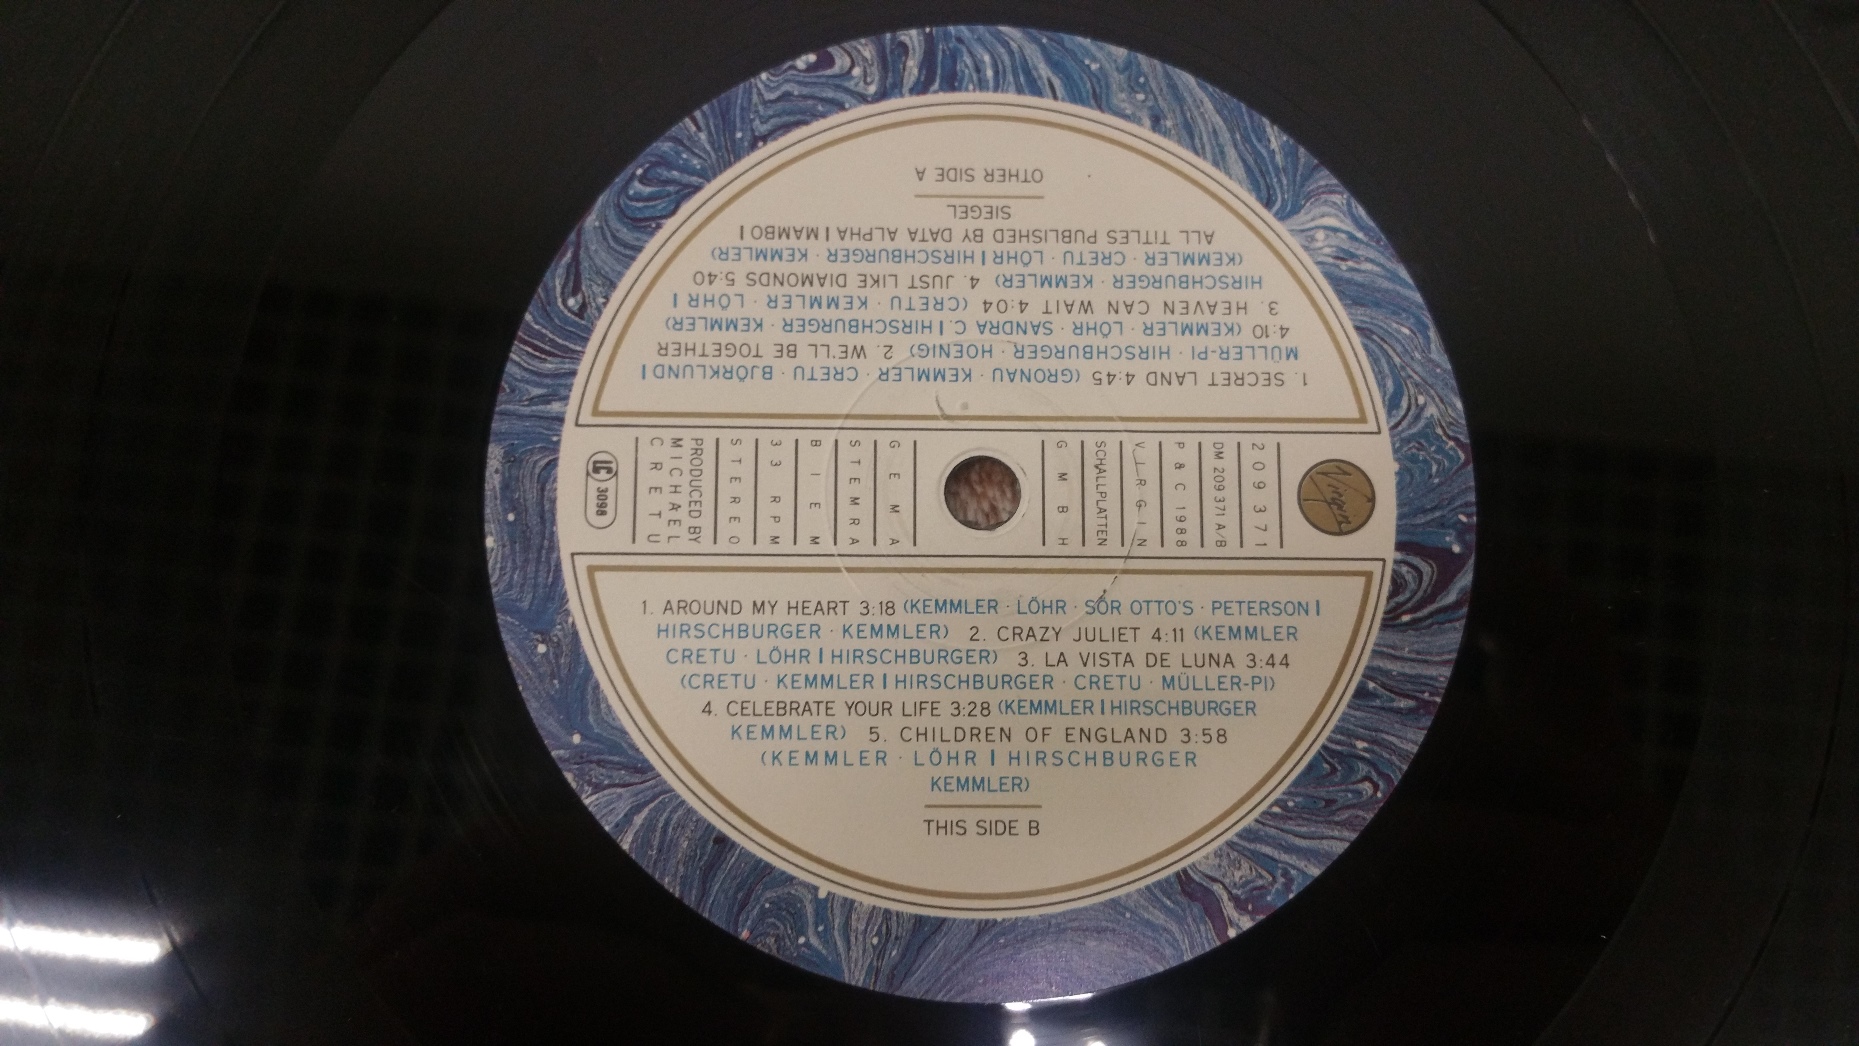 OTHER SIDE A
SIEGEL
ALL TITLES PUBLISHED BY DATA ALPHA | MAMBO |
(KEMMLER · CRETU · LÖHR | HIRSCHBURGER · KEMMLER)
HIRSCHBURGER · KEMMLER) 4. JUST LIKE DIAMONDS 5:40
3. HEAVEN CAN WAIT 4:04 (CRETU · KEMMLER · LÖHR |
4:10 (KEMMLER · LÖHR · SANDRA C. | HIRSCHBURGER · KEMMLER)
MÜLLER-PI · HIRSCHBURGER · HOENIG) 2. WE'LL BE TOGETHER
1. SECRET LAND 4:45 (GRONAU · KEMMLER · CRETU · BJÖRKLUND |
LC 3098
PRODUCED BY
MICHAEL
CRETU
STEREO
33 RPM
BIEM
STEMRA
GEMA
GMBH
SCHALLPLATTEN
VIRGIN
P & C 1988
DM 209371 A/B
209371
Virgin
1. AROUND MY HEART 3:18 (KEMMLER · LÖHR · SÖR OTTO'S · PETERSON |
HIRSCHBURGER · KEMMLER) 2. CRAZY JULIET 4:11 (KEMMLER
CRETU · LÖHR | HIRSCHBURGER) 3. LA VISTA DE LUNA 3:44
(CRETU · KEMMLER | HIRSCHBURGER · CRETU · MÜLLER-PI)
4. CELEBRATE YOUR LIFE 3:28 (KEMMLER | HIRSCHBURGER
KEMMLER) 5. CHILDREN OF ENGLAND 3:58
(KEMMLER · LÖHR | HIRSCHBURGER
KEMMLER)
THIS SIDE B